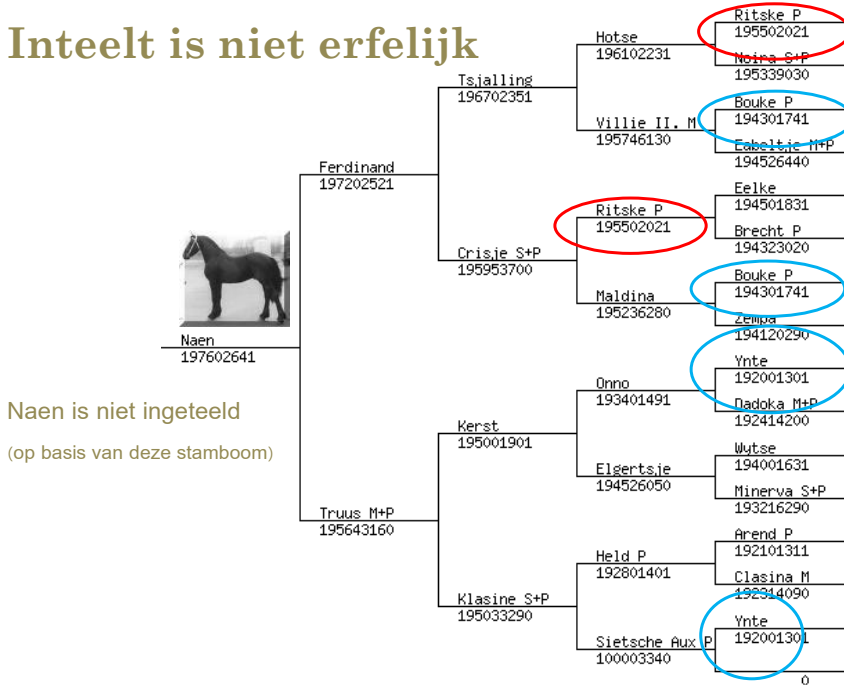 Inteelt is niet erfelijk
Naen is niet ingeteeld
(op basis van deze stamboom)
Naen
197602641
Ferdinand
197202521
Truus M+P
195643160
Tsjalling
196702351
Crisje S+P
195953700
Kerst
195001901
Klasine S+P
195033290
Hotse
196102231
Villie II. M
195746130
Ritske P
195502021
Maldina
195236280
Onno
193401491
Elgertsje
194526050
Held P
192801401
Sietsche Aux P
100003340
Ritske P
195502021
Noira S+P
195339030
Bouke P
194301741
Eabeltje M+P
194526440
Eelke
194501831
Brecht P
194323020
Bouke P
194301741
Zempa
194120290
Ynte
192001301
Dadoka M+P
192414200
Wytse
194001631
Minerva S+P
193216290
Arend P
192101311
Clasina M
192314090
Ynte
192001301
0